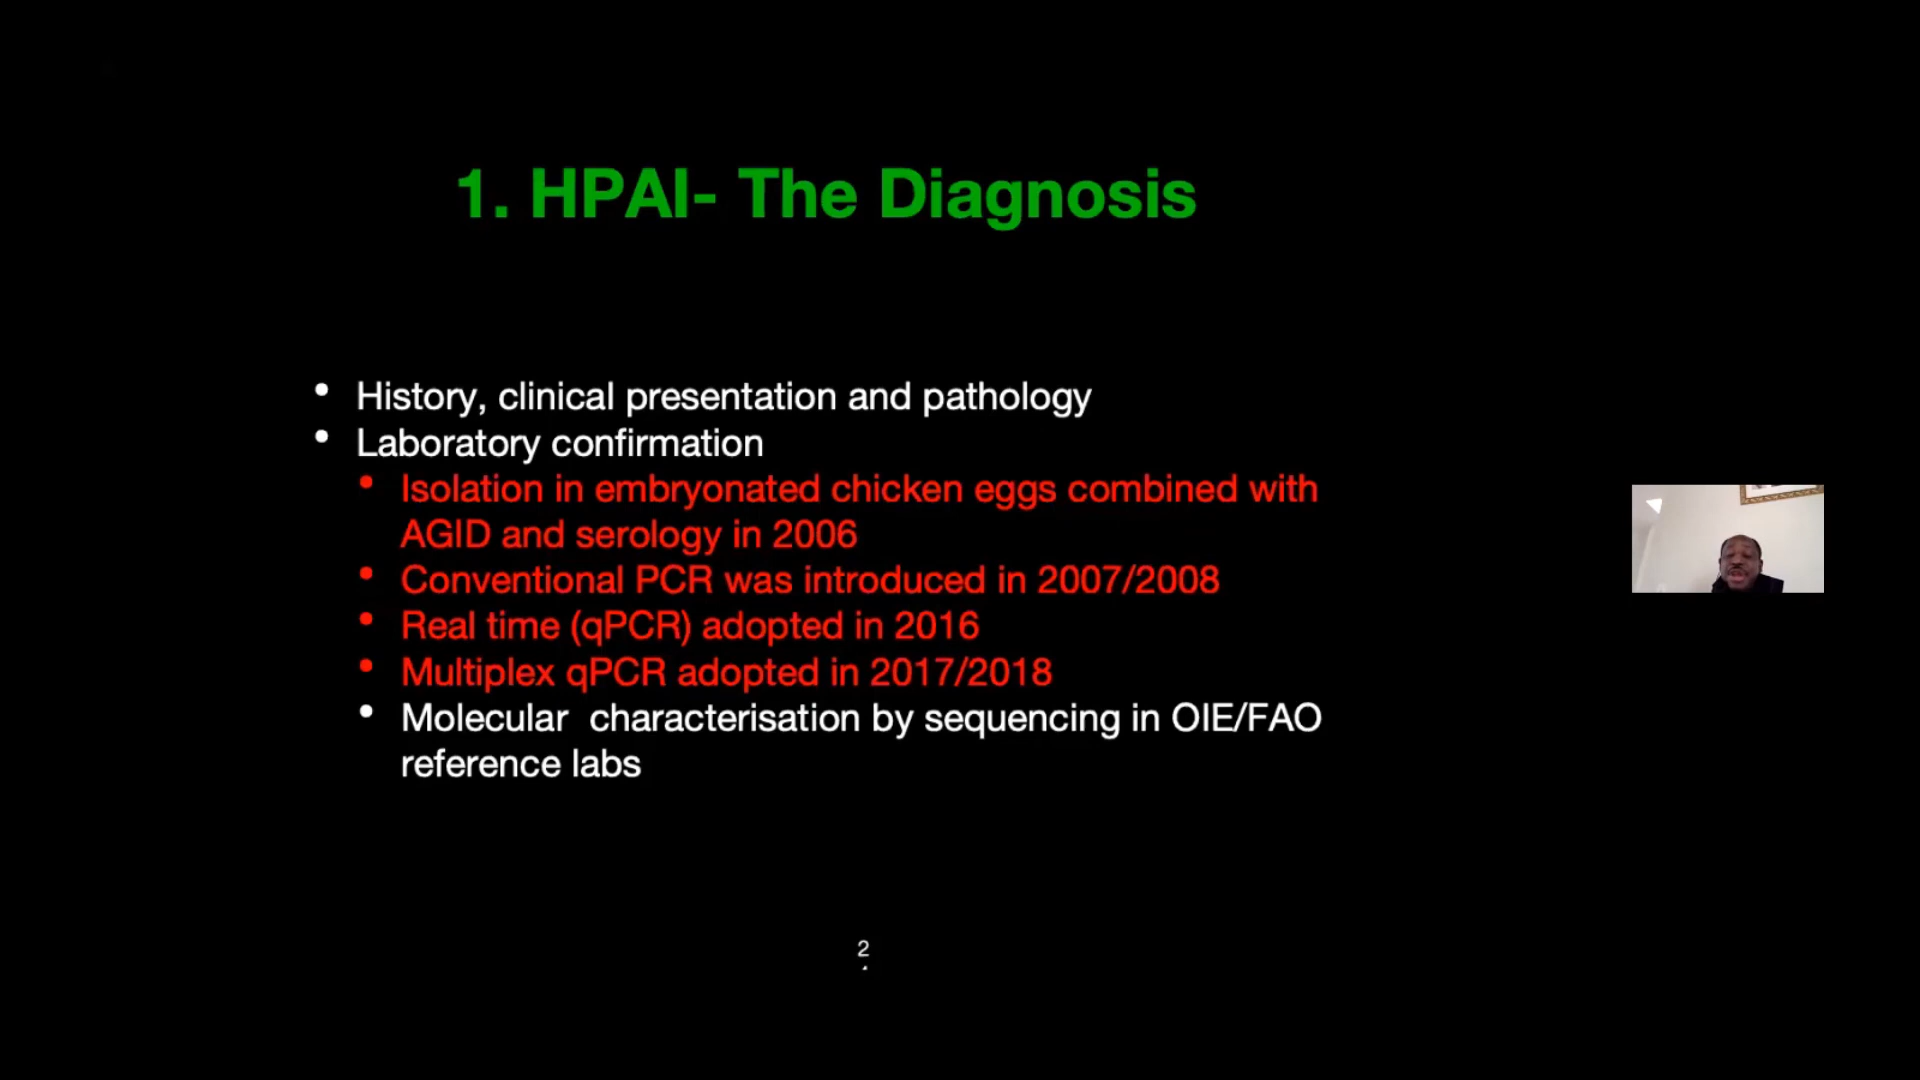 1. HPAI- The Diagnosis
• History, clinical presentation and pathology
• Laboratory confirmation
• Isolation in embryonated chicken eggs combined with
AGID and serology in 2006
• Conventional PCR was introduced in 2007/2008
• Real time (qPCR) adopted in 2016
• Multiplex qPCR adopted in 2017/2018
• Molecular  characterisation by sequencing in OIE/FAO
reference labs
2